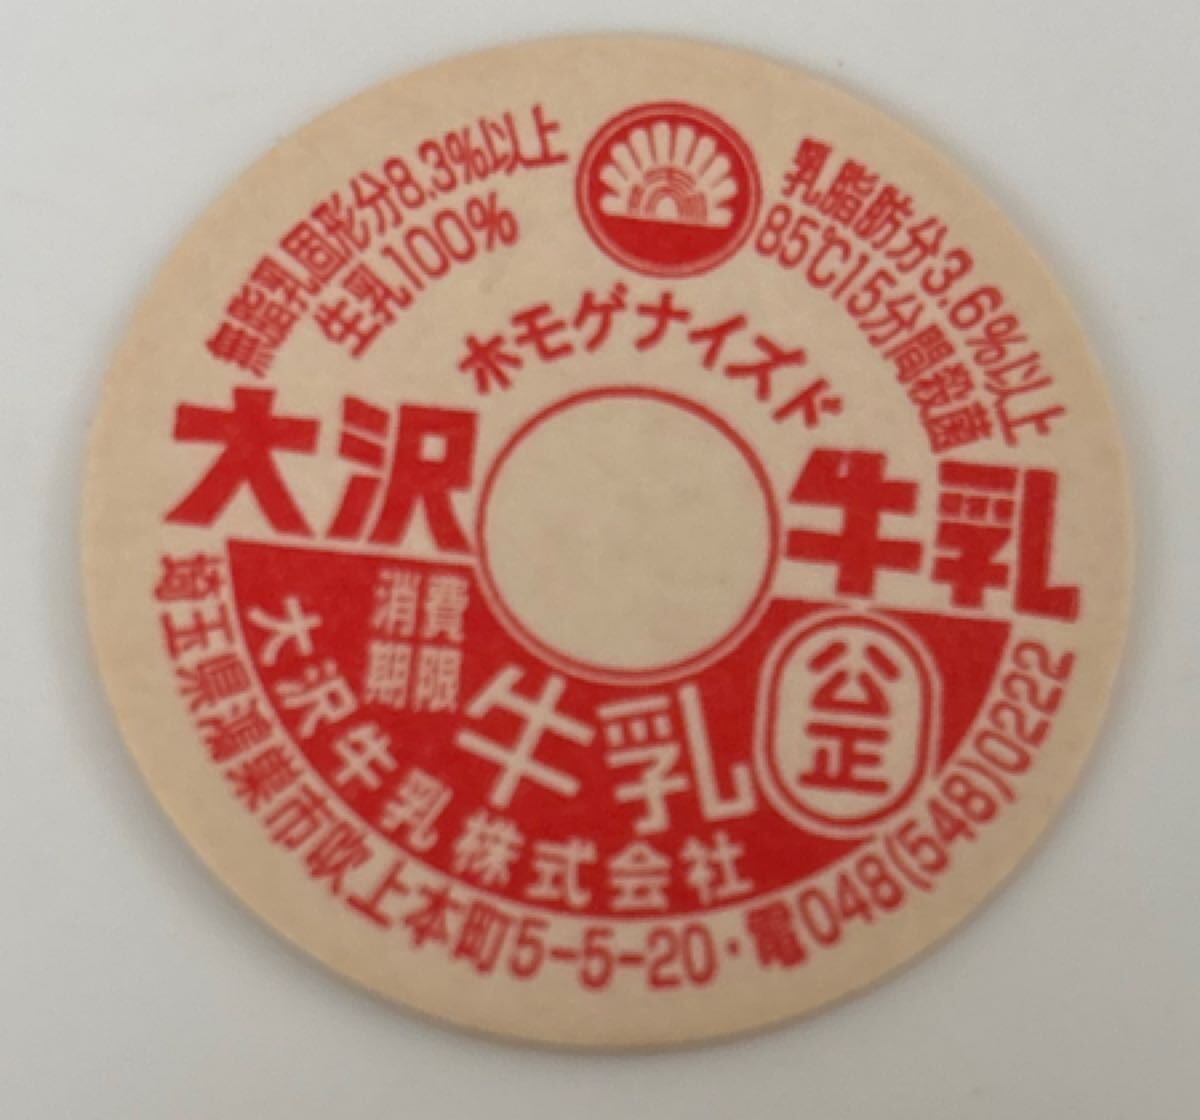 無脂乳固形分8.3%以上
生乳100%
乳脂肪分3.6%以上
85℃15分間殺菌
ホモゲナイズド
大沢牛乳
消費
期限
牛乳
公正
大沢牛乳株式会社
埼玉県鴻巣市吹上本町5-5-20・電048(548)0222